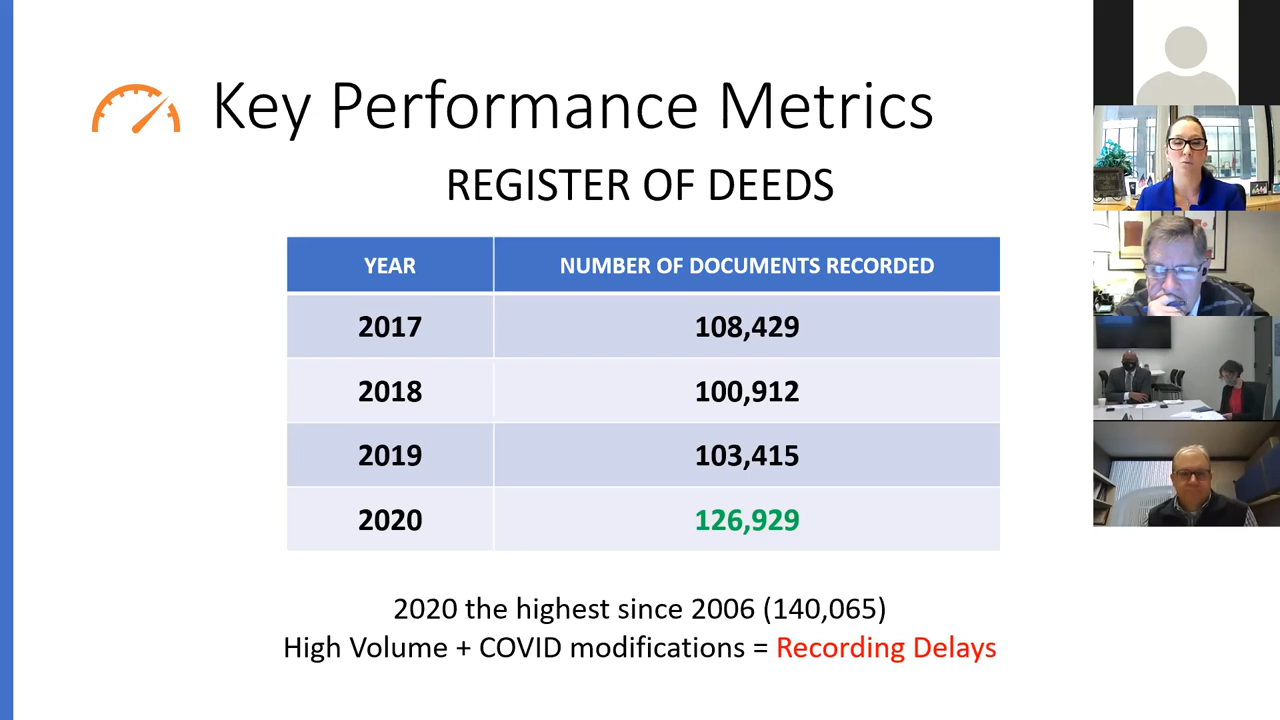 Key Performance Metrics
REGISTER OF DEEDS
YEAR NUMBER OF DOCUMENTS RECORDED
2017 108,429
2018 100,912
2019 103,415
2020 126,929
2020 the highest since 2006 (140,065)
High Volume + COVID modifications = Recording Delays